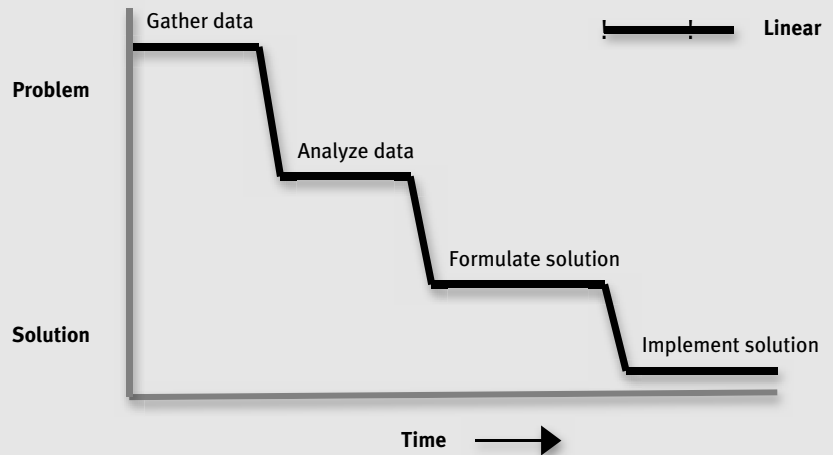 Gather data
Linear
Problem
Analyze data
Formulate solution
Solution
Implement solution
Time